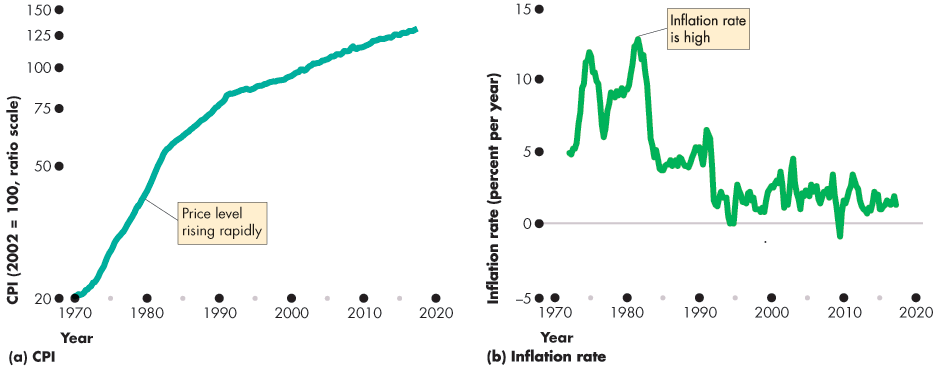 CPI (2002 = 100, ratio scale)
150
125
100
75
50
20
Price level
rising rapidly
1970
1980
1990
2000
2010
2020
Year
(a) CPI
Inflation rate (percent per year)
15
10
5
0
–5
Inflation rate
is high
1970
1980
1990
2000
2010
2020
Year
(b) Inflation rate